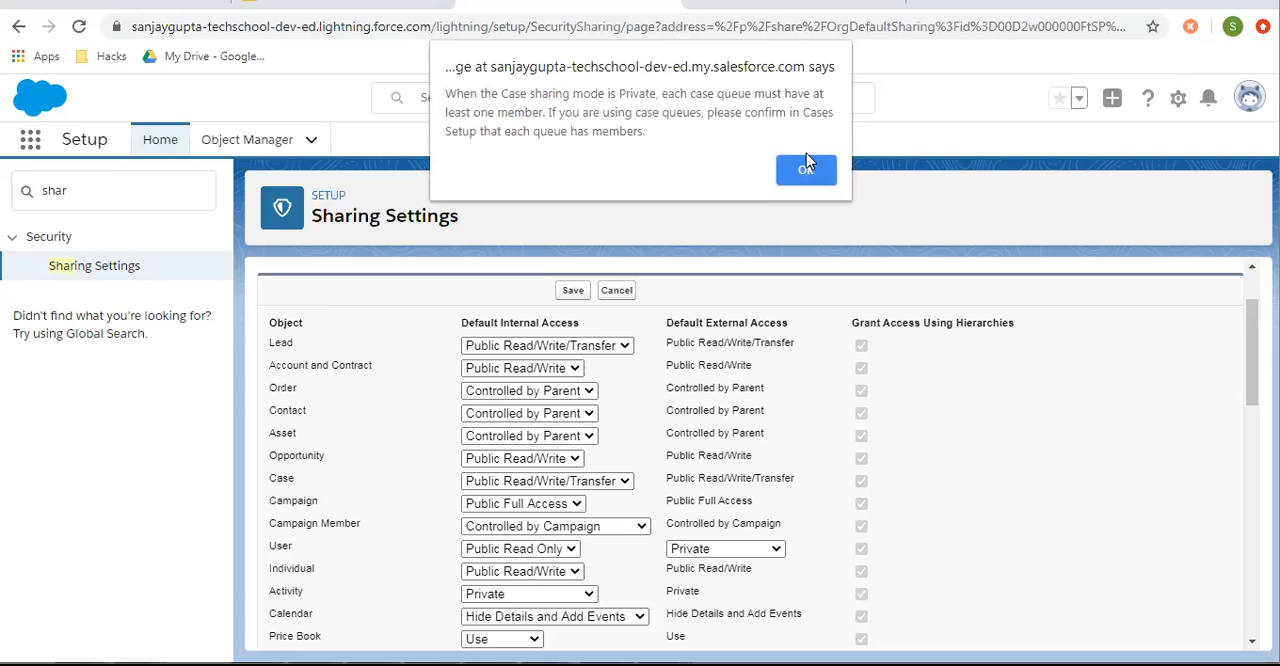 sanjaygupta-techschool-dev-ed.lightning.force.com/lightning/setup/SecuritySharing/page?address=%2Fp%2Fshare%2FOrgDefaultSharing%3Fid%3D00D2w000000FtSP%...
S
Apps Hacks My Drive - Google...
...ge at sanjaygupta-techschool-dev-ed.my.salesforce.com says
When the Case sharing mode is Private, each case queue must have at
least one member. If you are using case queues, please confirm in Cases
Setup that each queue has members.
OK
Setup Home Object Manager
shar
Security
Sharing Settings
Didn't find what you're looking for?
Try using Global Search.
SETUP
Sharing Settings
Save Cancel
Object Default Internal Access Default External Access Grant Access Using Hierarchies
Lead Public Read/Write/Transfer Public Read/Write/Transfer
Account and Contract Public Read/Write Public Read/Write
Order Controlled by Parent Controlled by Parent
Contact Controlled by Parent Controlled by Parent
Asset Controlled by Parent Controlled by Parent
Opportunity Public Read/Write Public Read/Write
Case Public Read/Write/Transfer Public Read/Write/Transfer
Campaign Public Full Access Public Full Access
Campaign Member Controlled by Campaign Controlled by Campaign
User Public Read Only Private
Individual Public Read/Write Public Read/Write
Activity Private Private
Calendar Hide Details and Add Events Hide Details and Add Events
Price Book Use Use